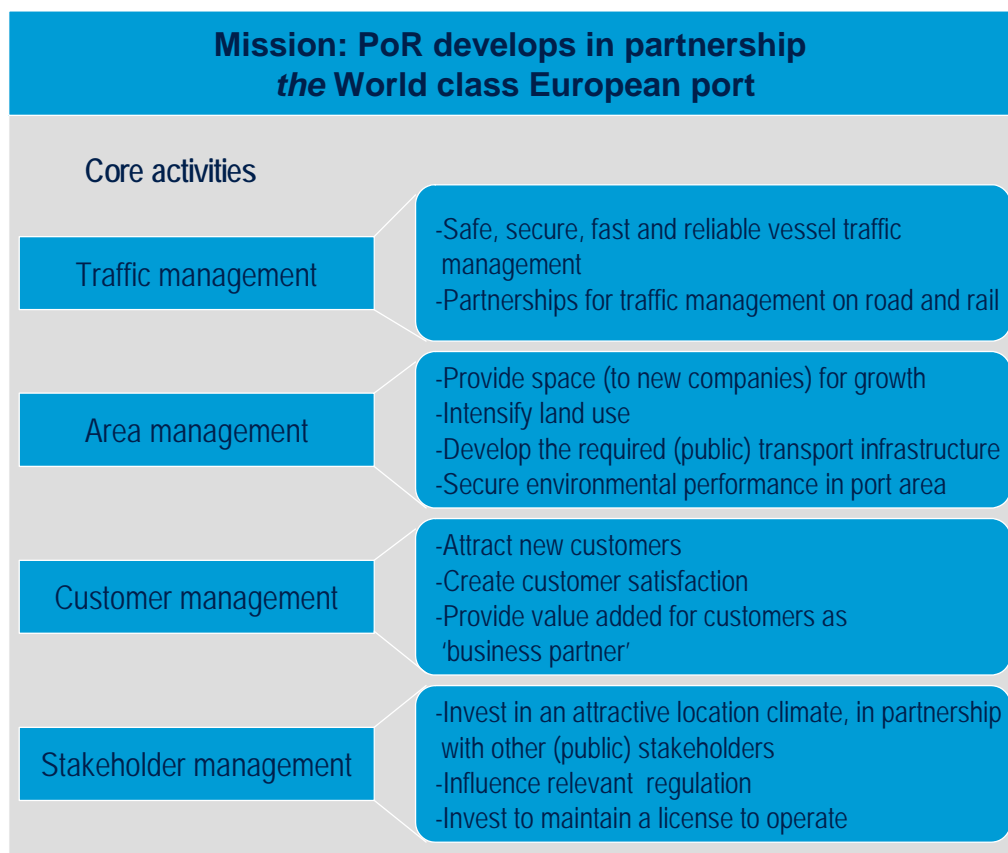 Mission: PoR develops in partnership
the World class European port
Core activities
Traffic management
-Safe, secure, fast and reliable vessel traffic
management
-Partnerships for traffic management on road and rail
Area management
-Provide space (to new companies) for growth
-Intensify land use
-Develop the required (public) transport infrastructure
-Secure environmental performance in port area
Customer management
-Attract new customers
-Create customer satisfaction
-Provide value added for customers as
‘business partner’
Stakeholder management
-Invest in an attractive location climate, in partnership
with other (public) stakeholders
-Influence relevant regulation
-Invest to maintain a license to operate